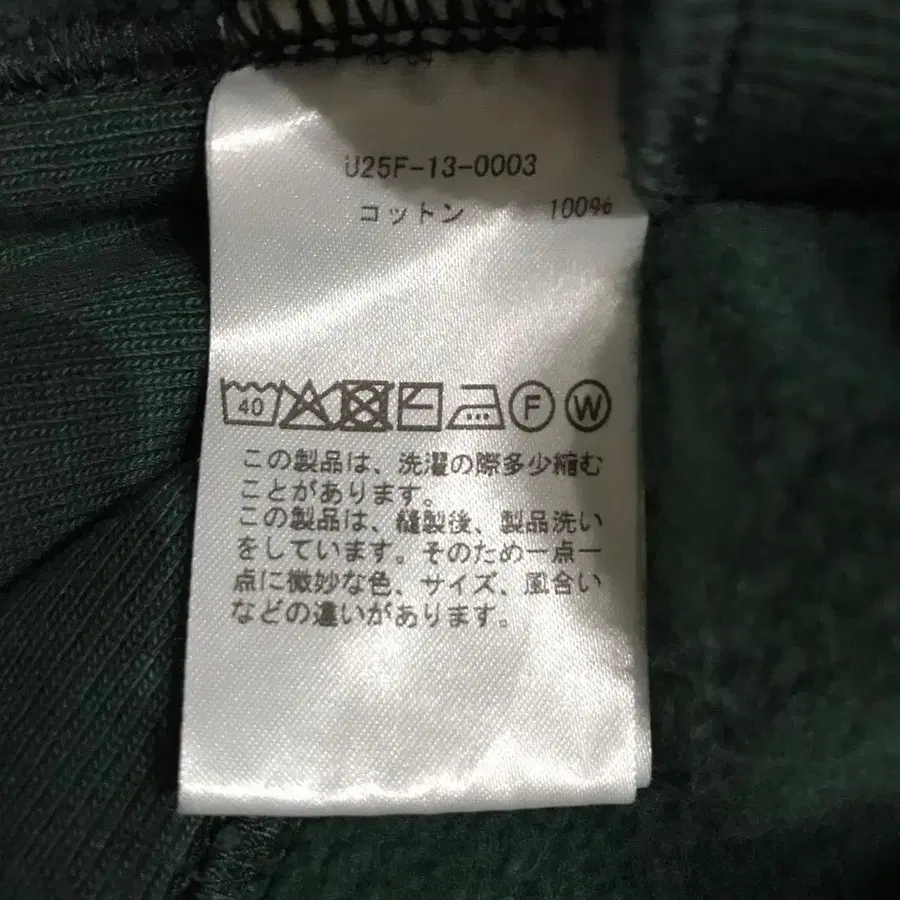 U25F-13-0003
コットン 100%
40
F W
この製品は、洗濯の際多少縮む
ことがあります。
この製品は、縫製後、製品洗い
をしています。そのため一点一
点に微妙な色、サイズ、風合い
などの違いがあります。